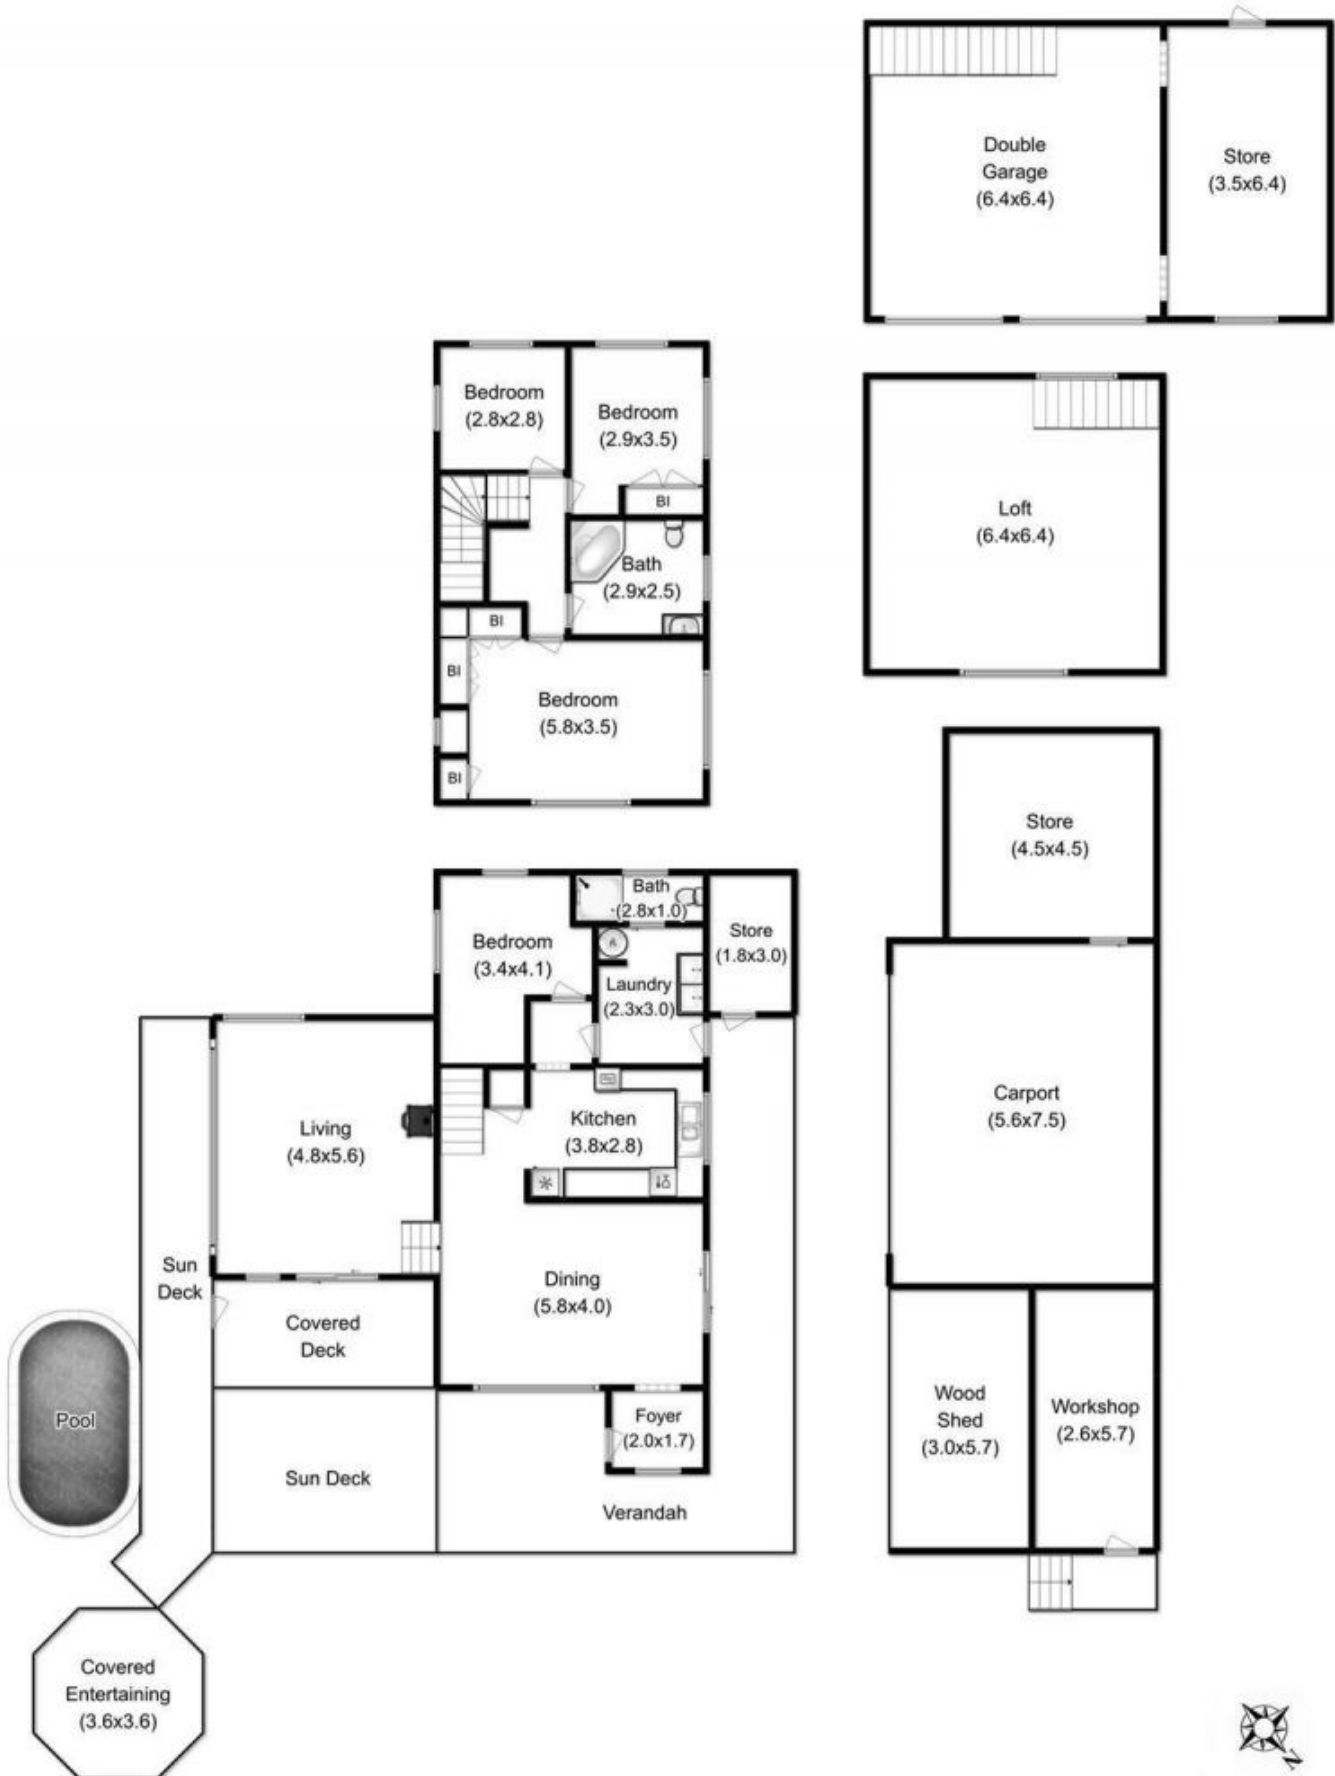 Double
Garage
(6.4x6.4)
Store
(3.5x6.4)
Bedroom
(2.8x2.8)
Bedroom
(2.9x3.5)
BI
Bath
(2.9x2.5)
BI
BI
Bedroom
(5.8x3.5)
BI
Loft
(6.4x6.4)
Store
(4.5x4.5)
Carport
(5.6x7.5)
Wood
Shed
(3.0x5.7)
Workshop
(2.6x5.7)
Bath
(2.8x1.0)
Bedroom
(3.4x4.1)
Store
(1.8x3.0)
Laundry
(2.3x3.0)
Kitchen
(3.8x2.8)
Living
(4.8x5.6)
Sun
Deck
Dining
(5.8x4.0)
Covered
Deck
Pool
Foyer
(2.0x1.7)
Sun Deck
Verandah
Covered
Entertaining
(3.6x3.6)
N